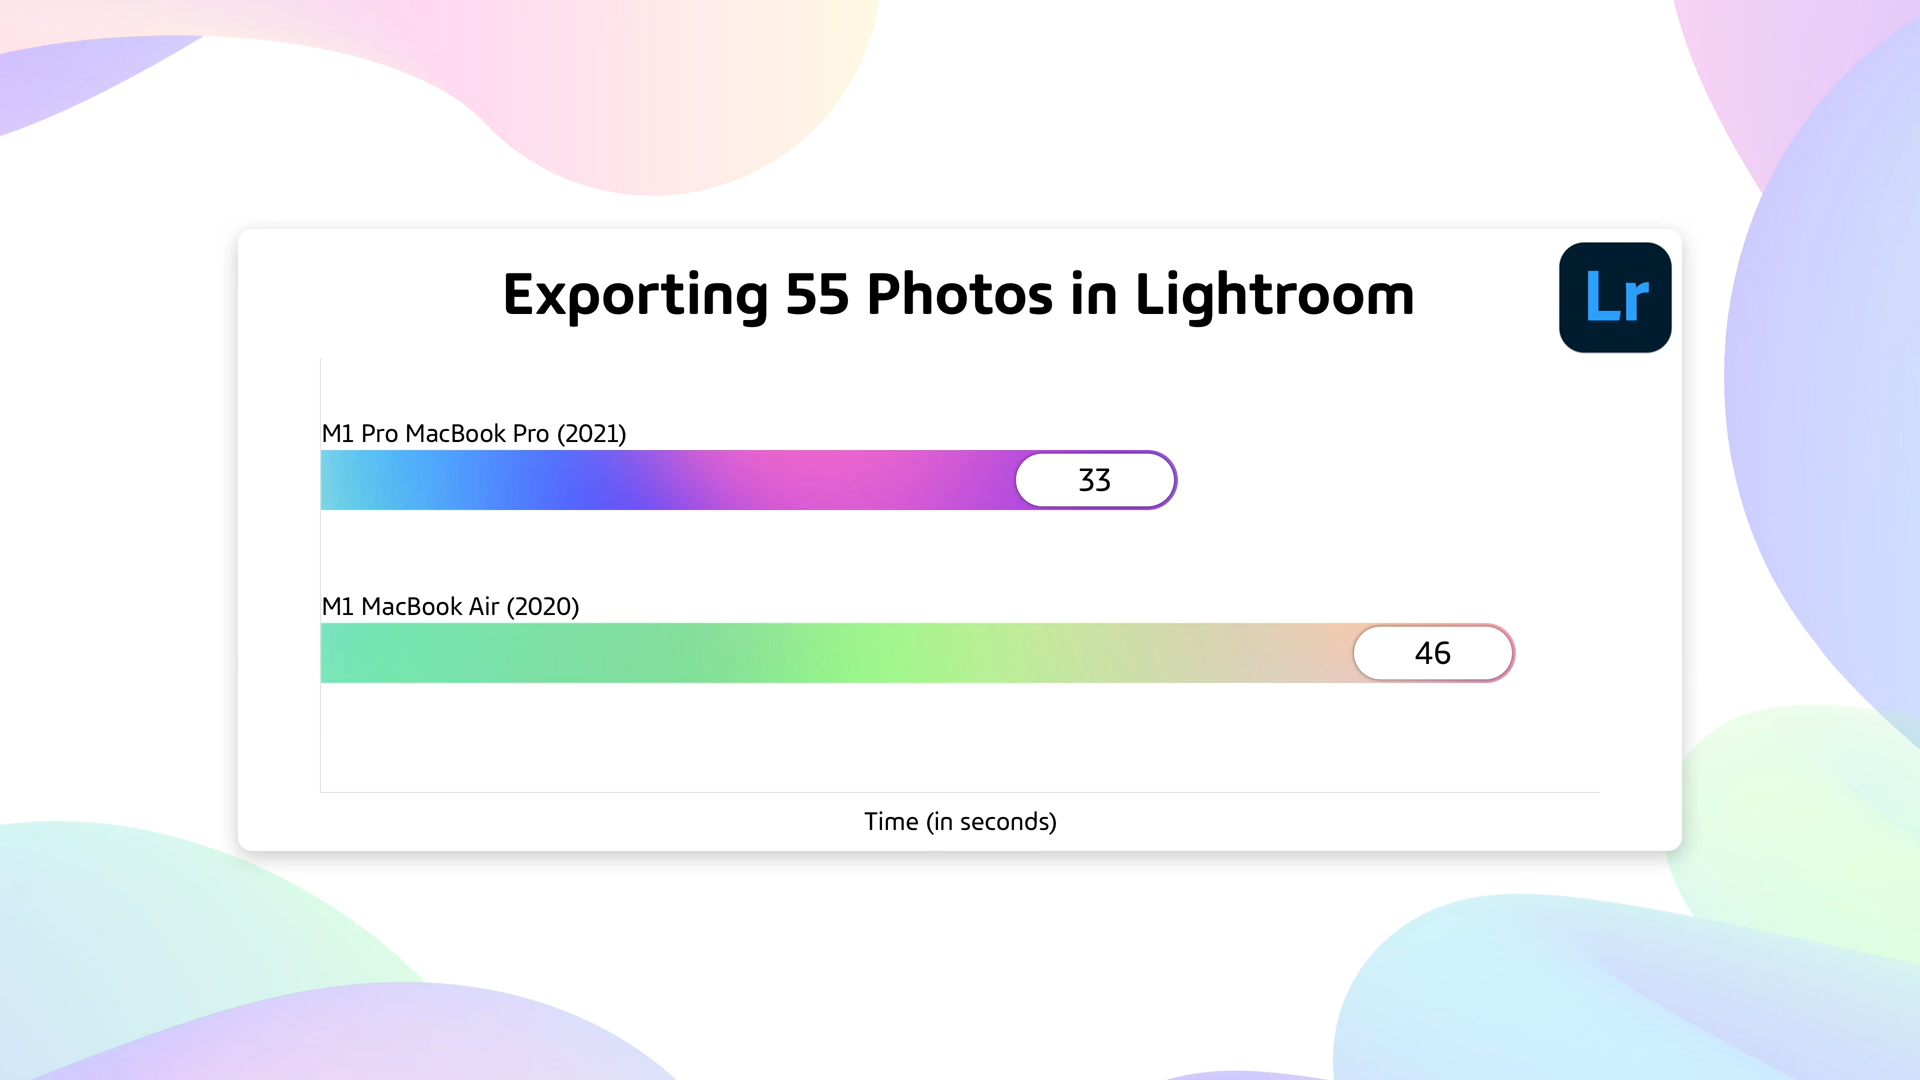 Exporting 55 Photos in Lightroom
Lr
M1 Pro MacBook Pro (2021)
33
M1 MacBook Air (2020)
46
Time (in seconds)